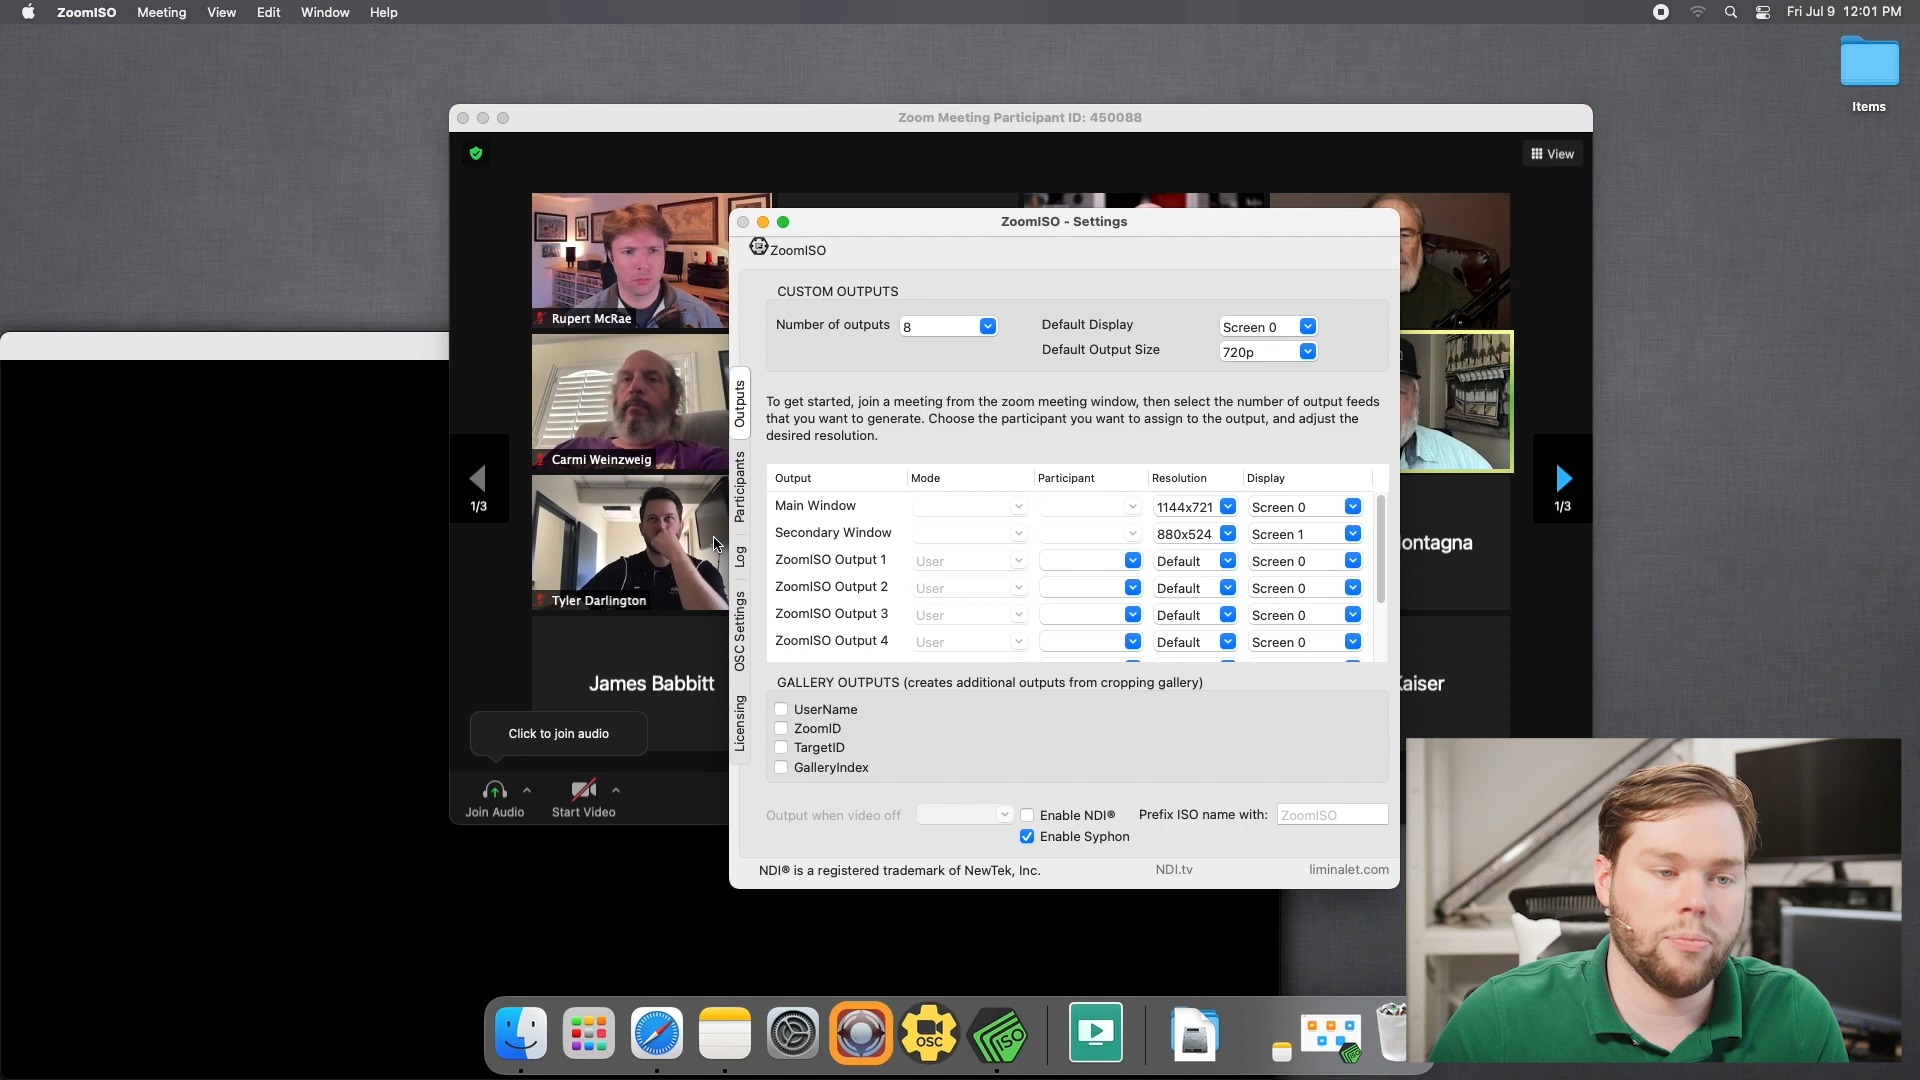 ZoomISO Meeting View Edit Window Help
Fri Jul 9 12:01 PM
Items
Zoom Meeting Participant ID: 450088
View
ZoomISO - Settings
ZoomISO
CUSTOM OUTPUTS
Number of outputs 8
Default Display Screen 0
Default Output Size 720p
Outputs
Participants
Log
OSC Settings
Licensing
To get started, join a meeting from the zoom meeting window, then select the number of output feeds
that you want to generate. Choose the participant you want to assign to the output, and adjust the
desired resolution.
Output Mode Participant Resolution Display
Main Window 1144x721 Screen 0
Secondary Window 880x524 Screen 1
ZoomISO Output 1 User Default Screen 0
ZoomISO Output 2 User Default Screen 0
ZoomISO Output 3 User Default Screen 0
ZoomISO Output 4 User Default Screen 0
GALLERY OUTPUTS (creates additional outputs from cropping gallery)
UserName
ZoomID
TargetID
GalleryIndex
Output when video off
Enable NDI®
Prefix ISO name with: ZoomISO
Enable Syphon
NDI® is a registered trademark of NewTek, Inc. NDI.tv liminalet.com
Rupert McRae
Carmi Weinzweig
Tyler Darlington
James Babbitt
ontagna
Kaiser
1/3
1/3
Click to join audio
Join Audio
Start Video
OSC
ISO